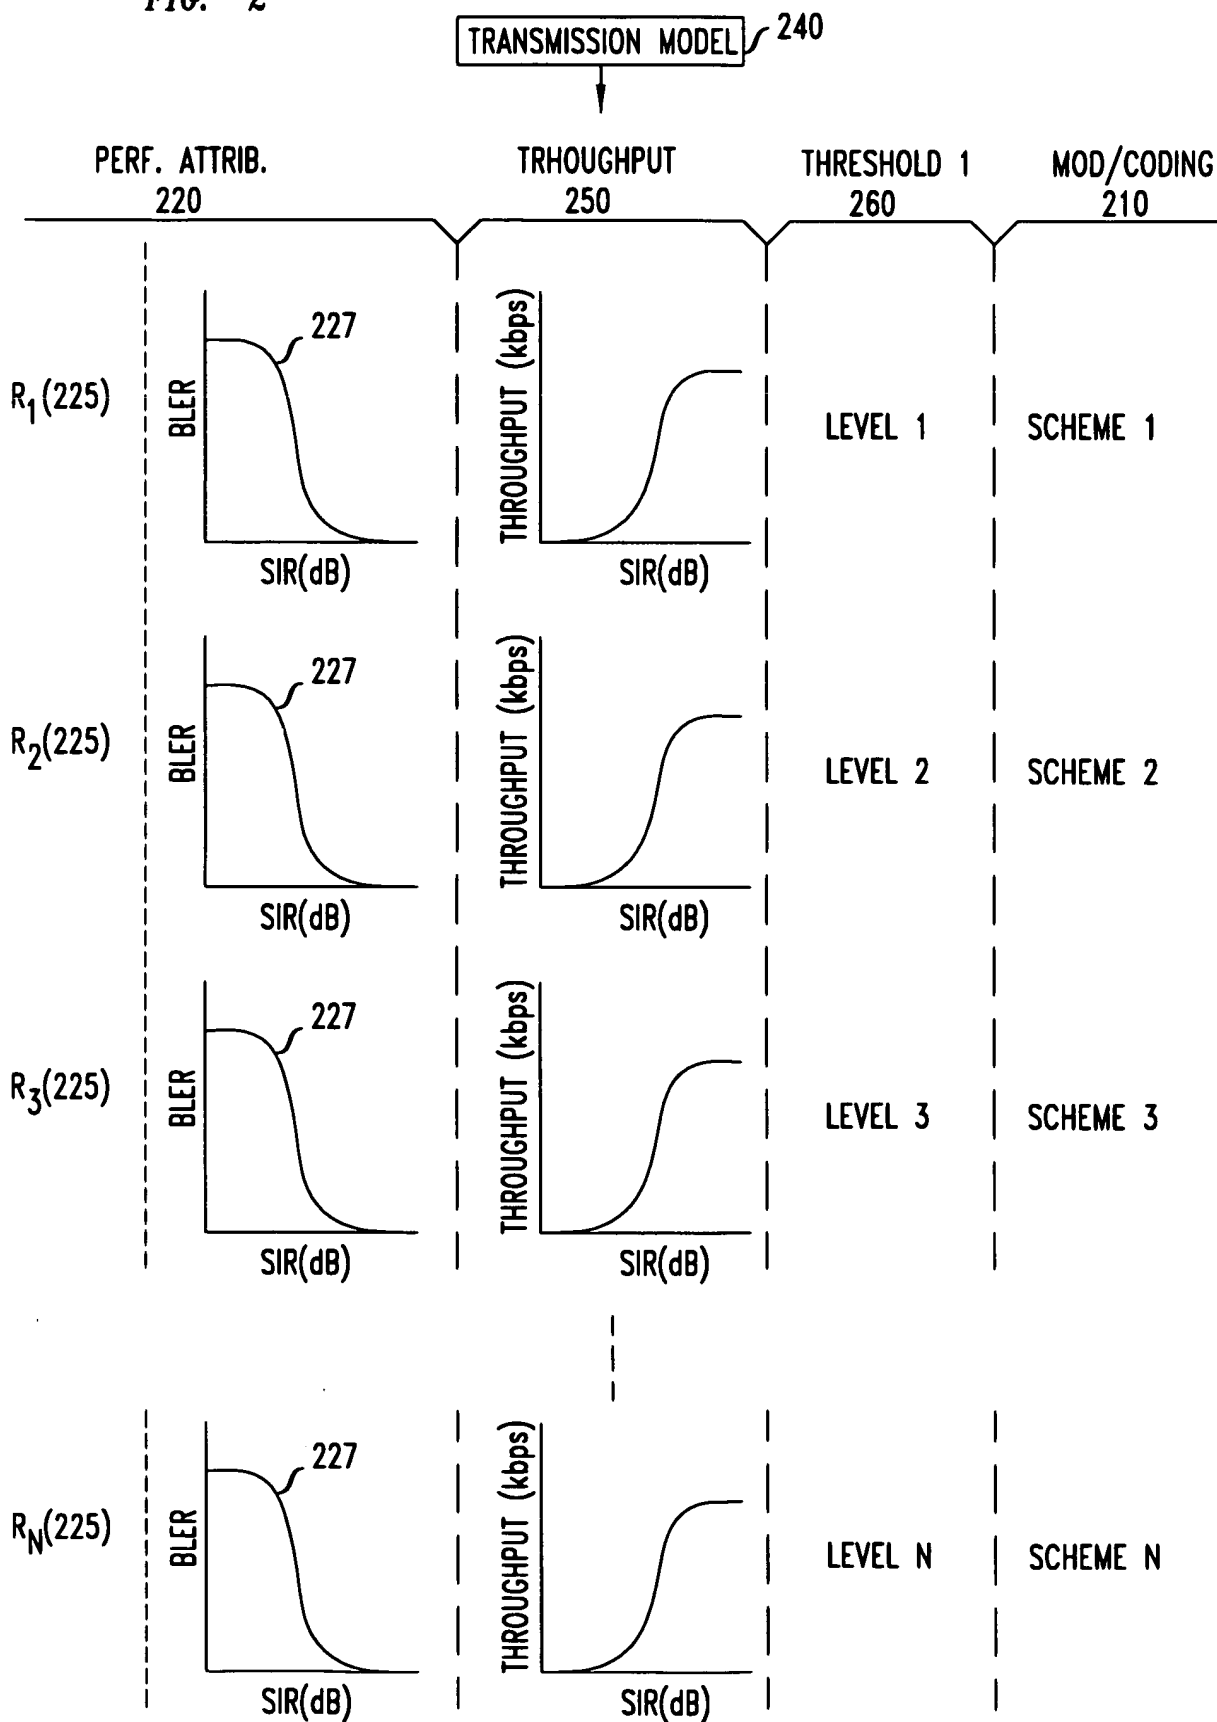 FIG. 2
TRANSMISSION MODEL 240
PERF. ATTRIB. TRHOUGHPUT THRESHOLD 1 MOD/CODING
220 250 260 210
R1(225) BLER 227 SIR(dB) THROUGHPUT (kbps) SIR(dB) LEVEL 1 SCHEME 1
R2(225) BLER 227 SIR(dB) THROUGHPUT (kbps) SIR(dB) LEVEL 2 SCHEME 2
R3(225) BLER 227 SIR(dB) THROUGHPUT (kbps) SIR(dB) LEVEL 3 SCHEME 3
RN(225) BLER 227 SIR(dB) THROUGHPUT (kbps) SIR(dB) LEVEL N SCHEME N